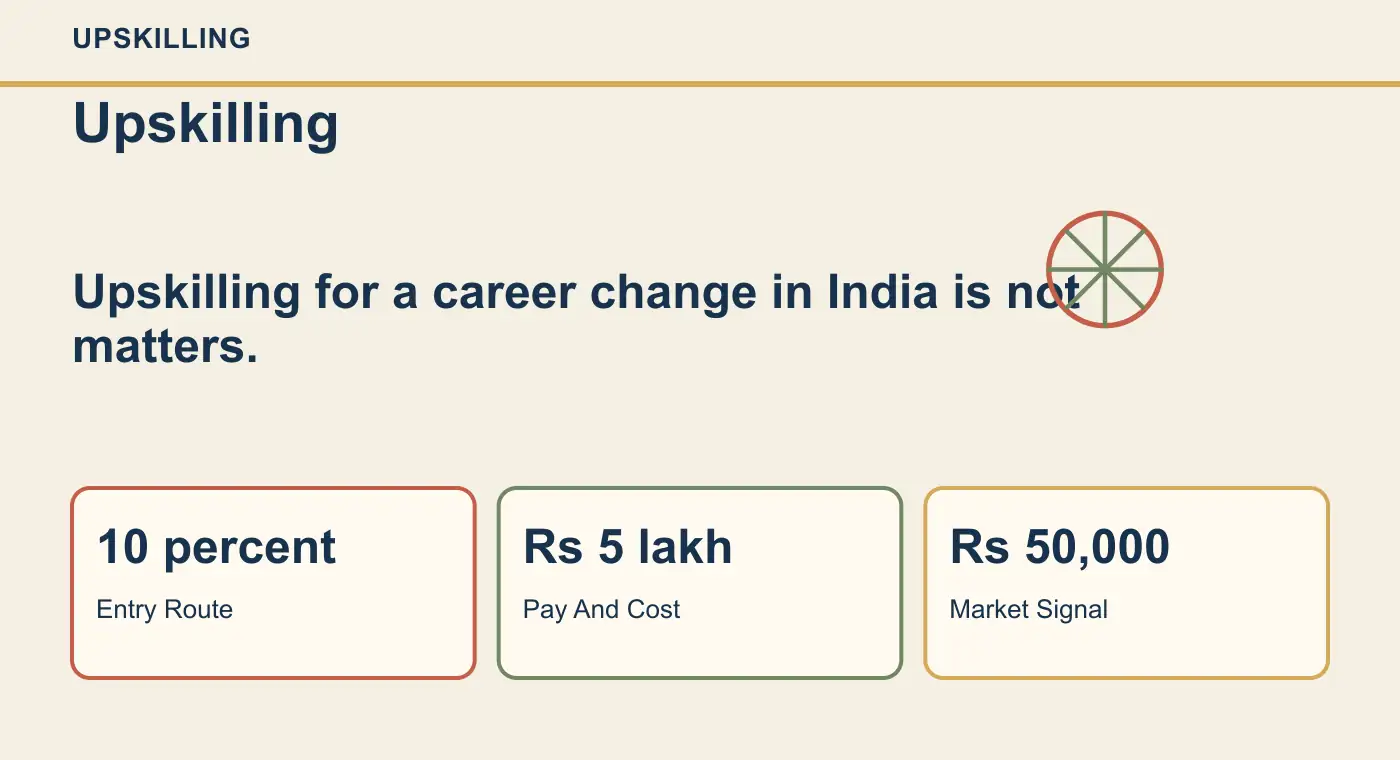 UPSKILLING
Upskilling
Upskilling for a career change in India is not
matters.
10 percent
Entry Route
Rs 5 lakh
Pay And Cost
Rs 50,000
Market Signal